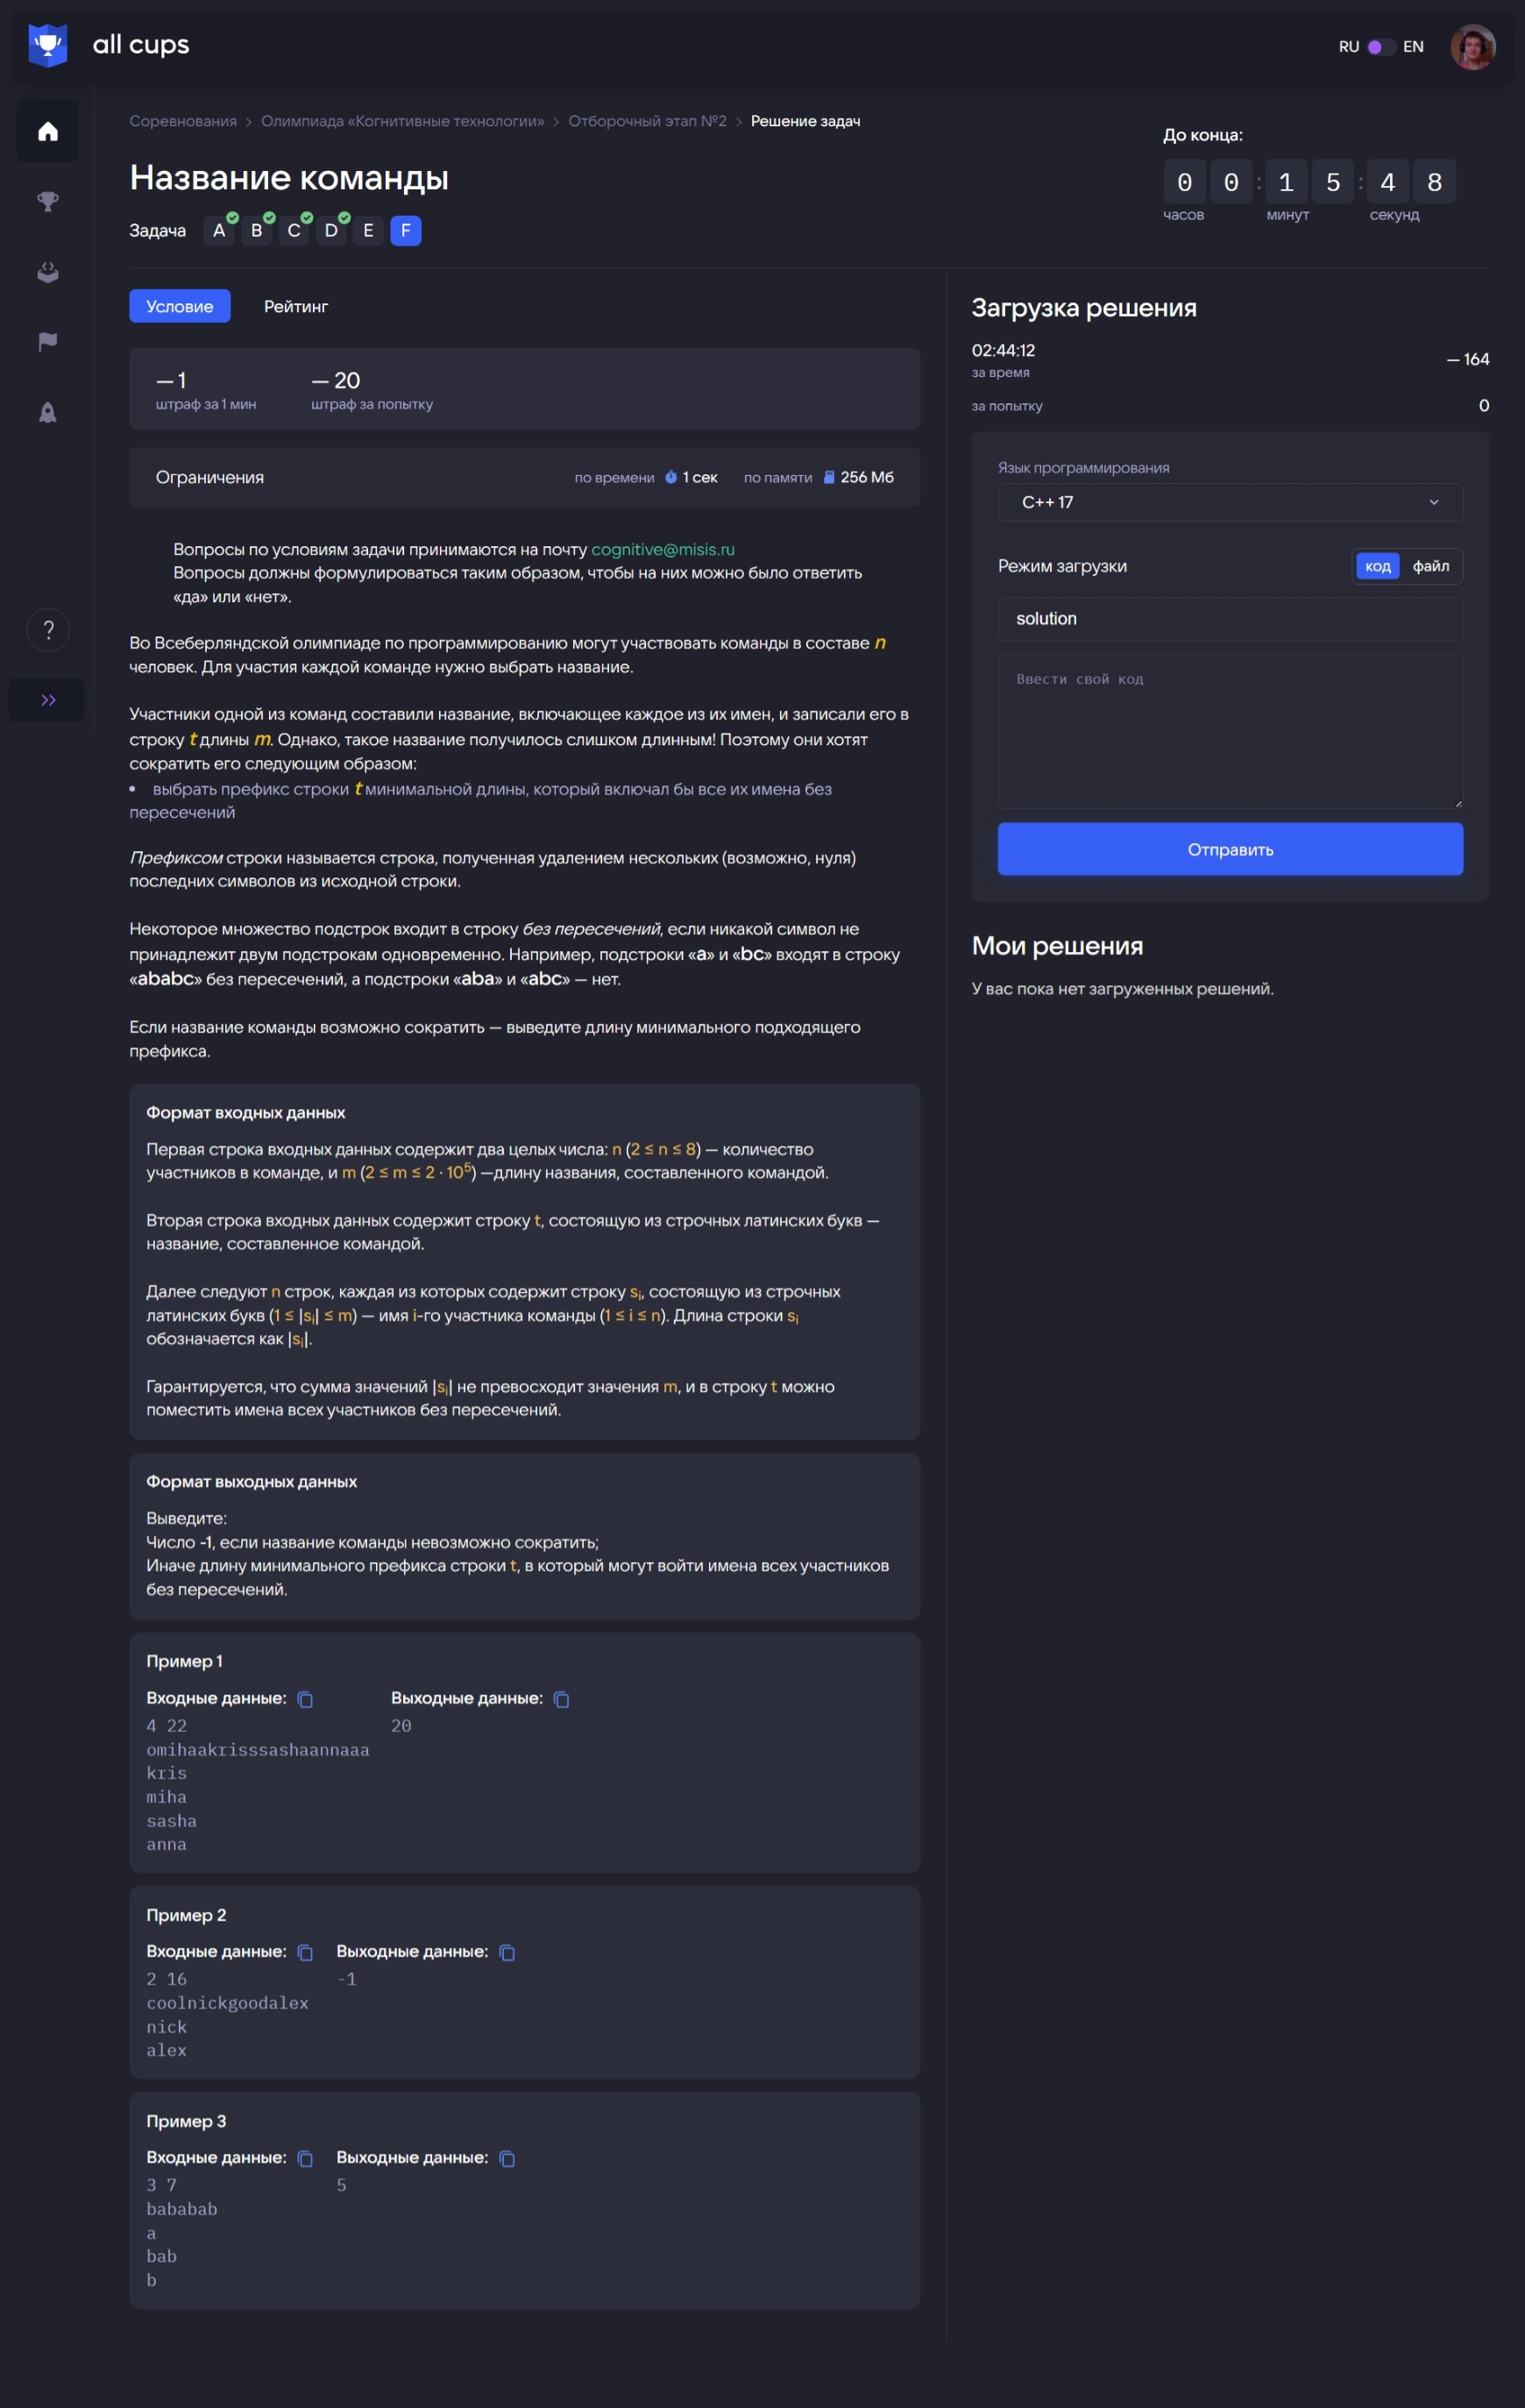 all cups
RU EN
Соревнования > Олимпиада «Когнитивные технологии» > Отборочный этап №2 > Решение задач
До конца:
Название команды
0 0 : 1 5 : 4 8
часов минут секунд
Задача A B C D E F
Условие Рейтинг
Загрузка решения
02:44:12
за время
— 164
за попытку
0
— 1
штраф за 1 мин
— 20
штраф за попытку
Ограничения по времени 1 сек по памяти 256 Мб
Язык программирования
C++ 17
Режим загрузки код файл
solution
Ввести свой код
Отправить
Мои решения
У вас пока нет загруженных решений.
Вопросы по условиям задачи принимаются на почту cognitive@misis.ru
Вопросы должны формулироваться таким образом, чтобы на них можно было ответить
«да» или «нет».
Во Всеберляндской олимпиаде по программированию могут участвовать команды в составе n
человек. Для участия каждой команде нужно выбрать название.
Участники одной из команд составили название, включающее каждое из их имен, и записали его в
строку t длины m. Однако, такое название получилось слишком длинным! Поэтому они хотят
сократить его следующим образом:
• выбрать префикс строки t минимальной длины, который включал бы все их имена без
пересечений
Префиксом строки называется строка, полученная удалением нескольких (возможно, нуля)
последних символов из исходной строки.
Некоторое множество подстрок входит в строку без пересечений, если никакой символ не
принадлежит двум подстрокам одновременно. Например, подстроки «a» и «bc» входят в строку
«ababc» без пересечений, а подстроки «aba» и «abc» — нет.
Если название команды возможно сократить — выведите длину минимального подходящего
префикса.
Формат входных данных
Первая строка входных данных содержит два целых числа: n (2 ≤ n ≤ 8) — количество
участников в команде, и m (2 ≤ m ≤ 2 · 10⁵) —длину названия, составленного командой.
Вторая строка входных данных содержит строку t, состоящую из строчных латинских букв —
название, составленное командой.
Далее следуют n строк, каждая из которых содержит строку sᵢ, состоящую из строчных
латинских букв (1 ≤ |sᵢ| ≤ m) — имя i-го участника команды (1 ≤ i ≤ n). Длина строки sᵢ
обозначается как |sᵢ|.
Гарантируется, что сумма значений |sᵢ| не превосходит значения m, и в строку t можно
поместить имена всех участников без пересечений.
Формат выходных данных
Выведите:
Число -1, если название команды невозможно сократить;
Иначе длину минимального префикса строки t, в который могут войти имена всех участников
без пересечений.
Пример 1
Входные данные: Выходные данные:
4 22 20
omihaakrisssashaannaaa
kris
miha
sasha
anna
Пример 2
Входные данные: Выходные данные:
2 16 -1
coolnickgoodalex
nick
alex
Пример 3
Входные данные: Выходные данные:
3 7 5
bababab
a
bab
b